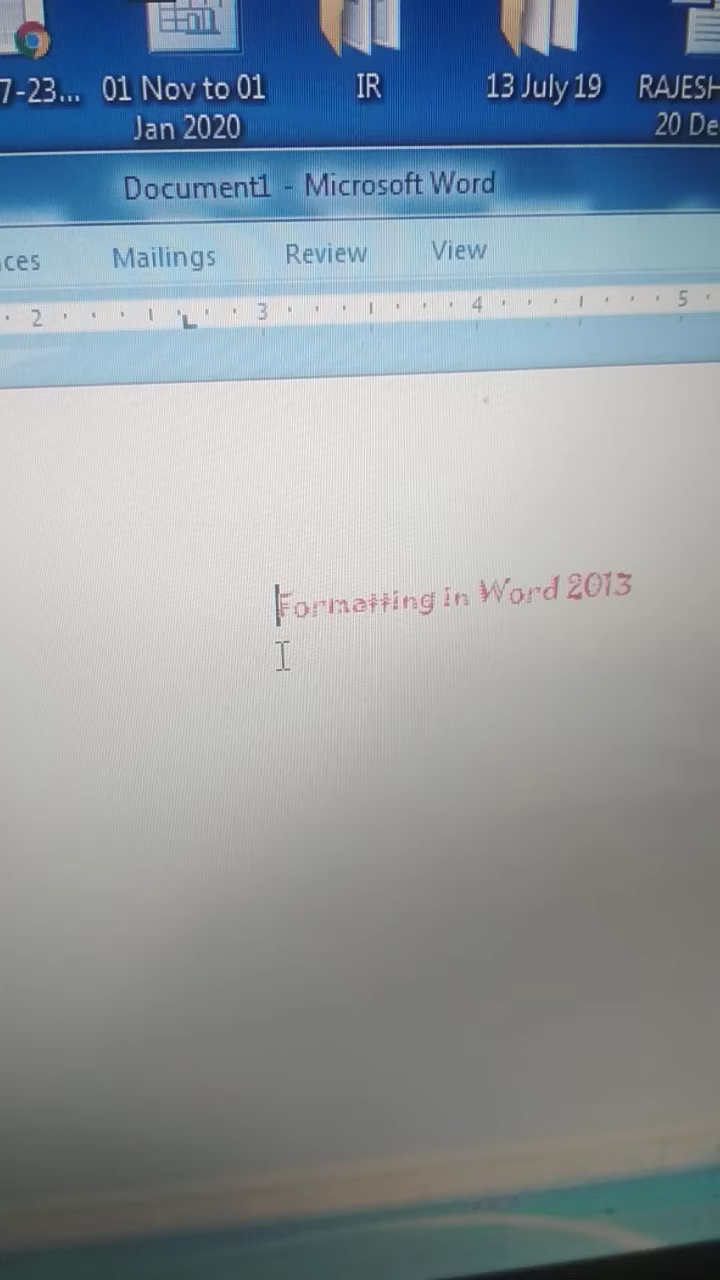 7-23... 01 Nov to 01 IR 13 July 19 RAJESH
Jan 2020 20 De
Document1 - Microsoft Word
ces Mailings Review View
2 3 4 5
Formatting in Word 2013